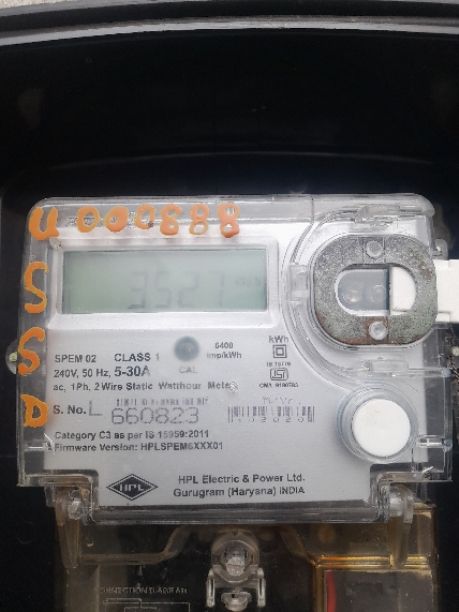 U000888
S
S
D
3521
SPEM 02 CLASS 1
240V, 50 Hz, 5-30A
ac, 1Ph, 2 Wire Static Watthour Meter
CAL
6400
imp/kWh
kWh
S. No. L 660823
Category C3 as per IS 15959:2011
Firmware Version: HPLSPEM6XXX01
HPL
HPL Electric & Power Ltd.
Gurugram (Haryana) INDIA